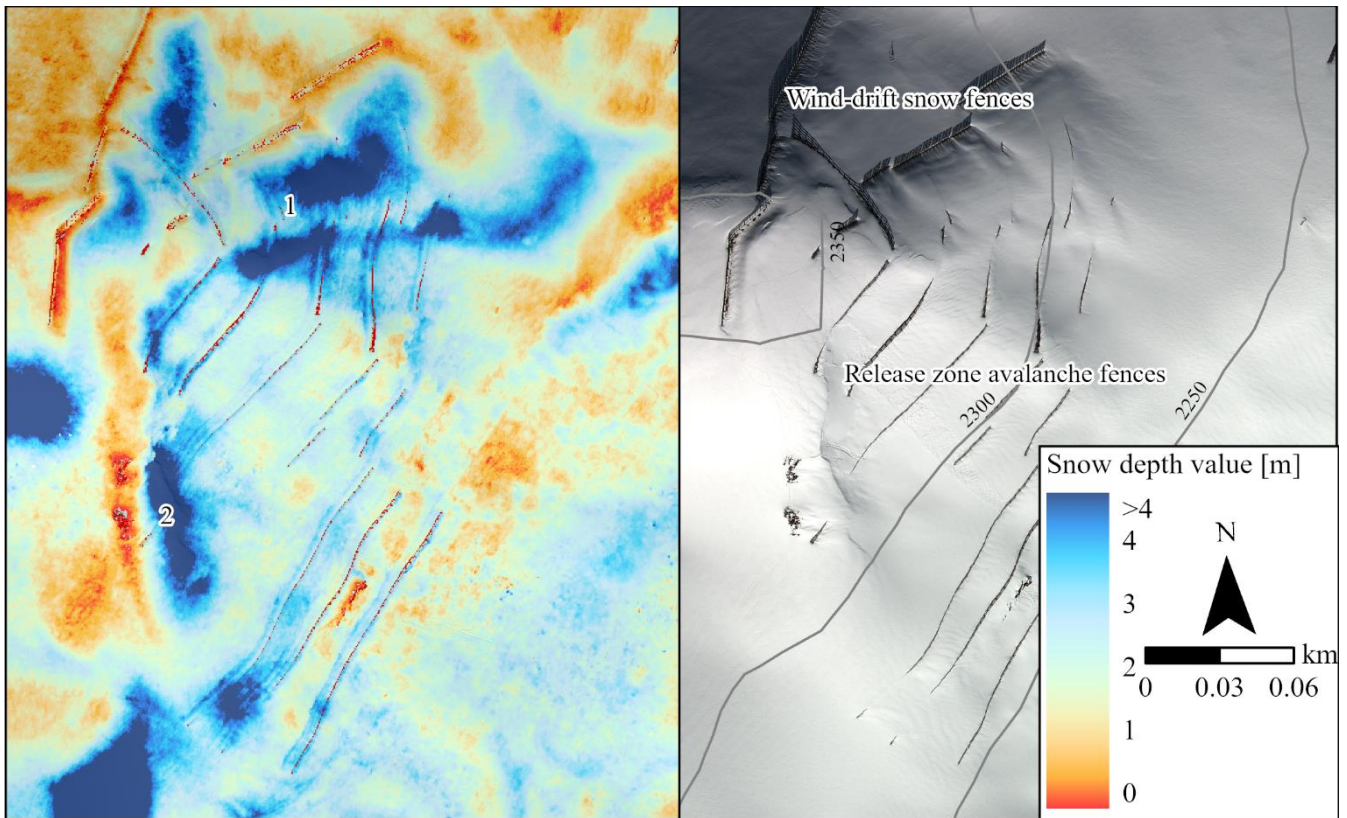 1
2
Wind-drift snow fences
2350
Release zone avalanche fences
2300
2250
Snow depth value [m]
>4
4
3
2
1
0
N
km
0 0.03 0.06